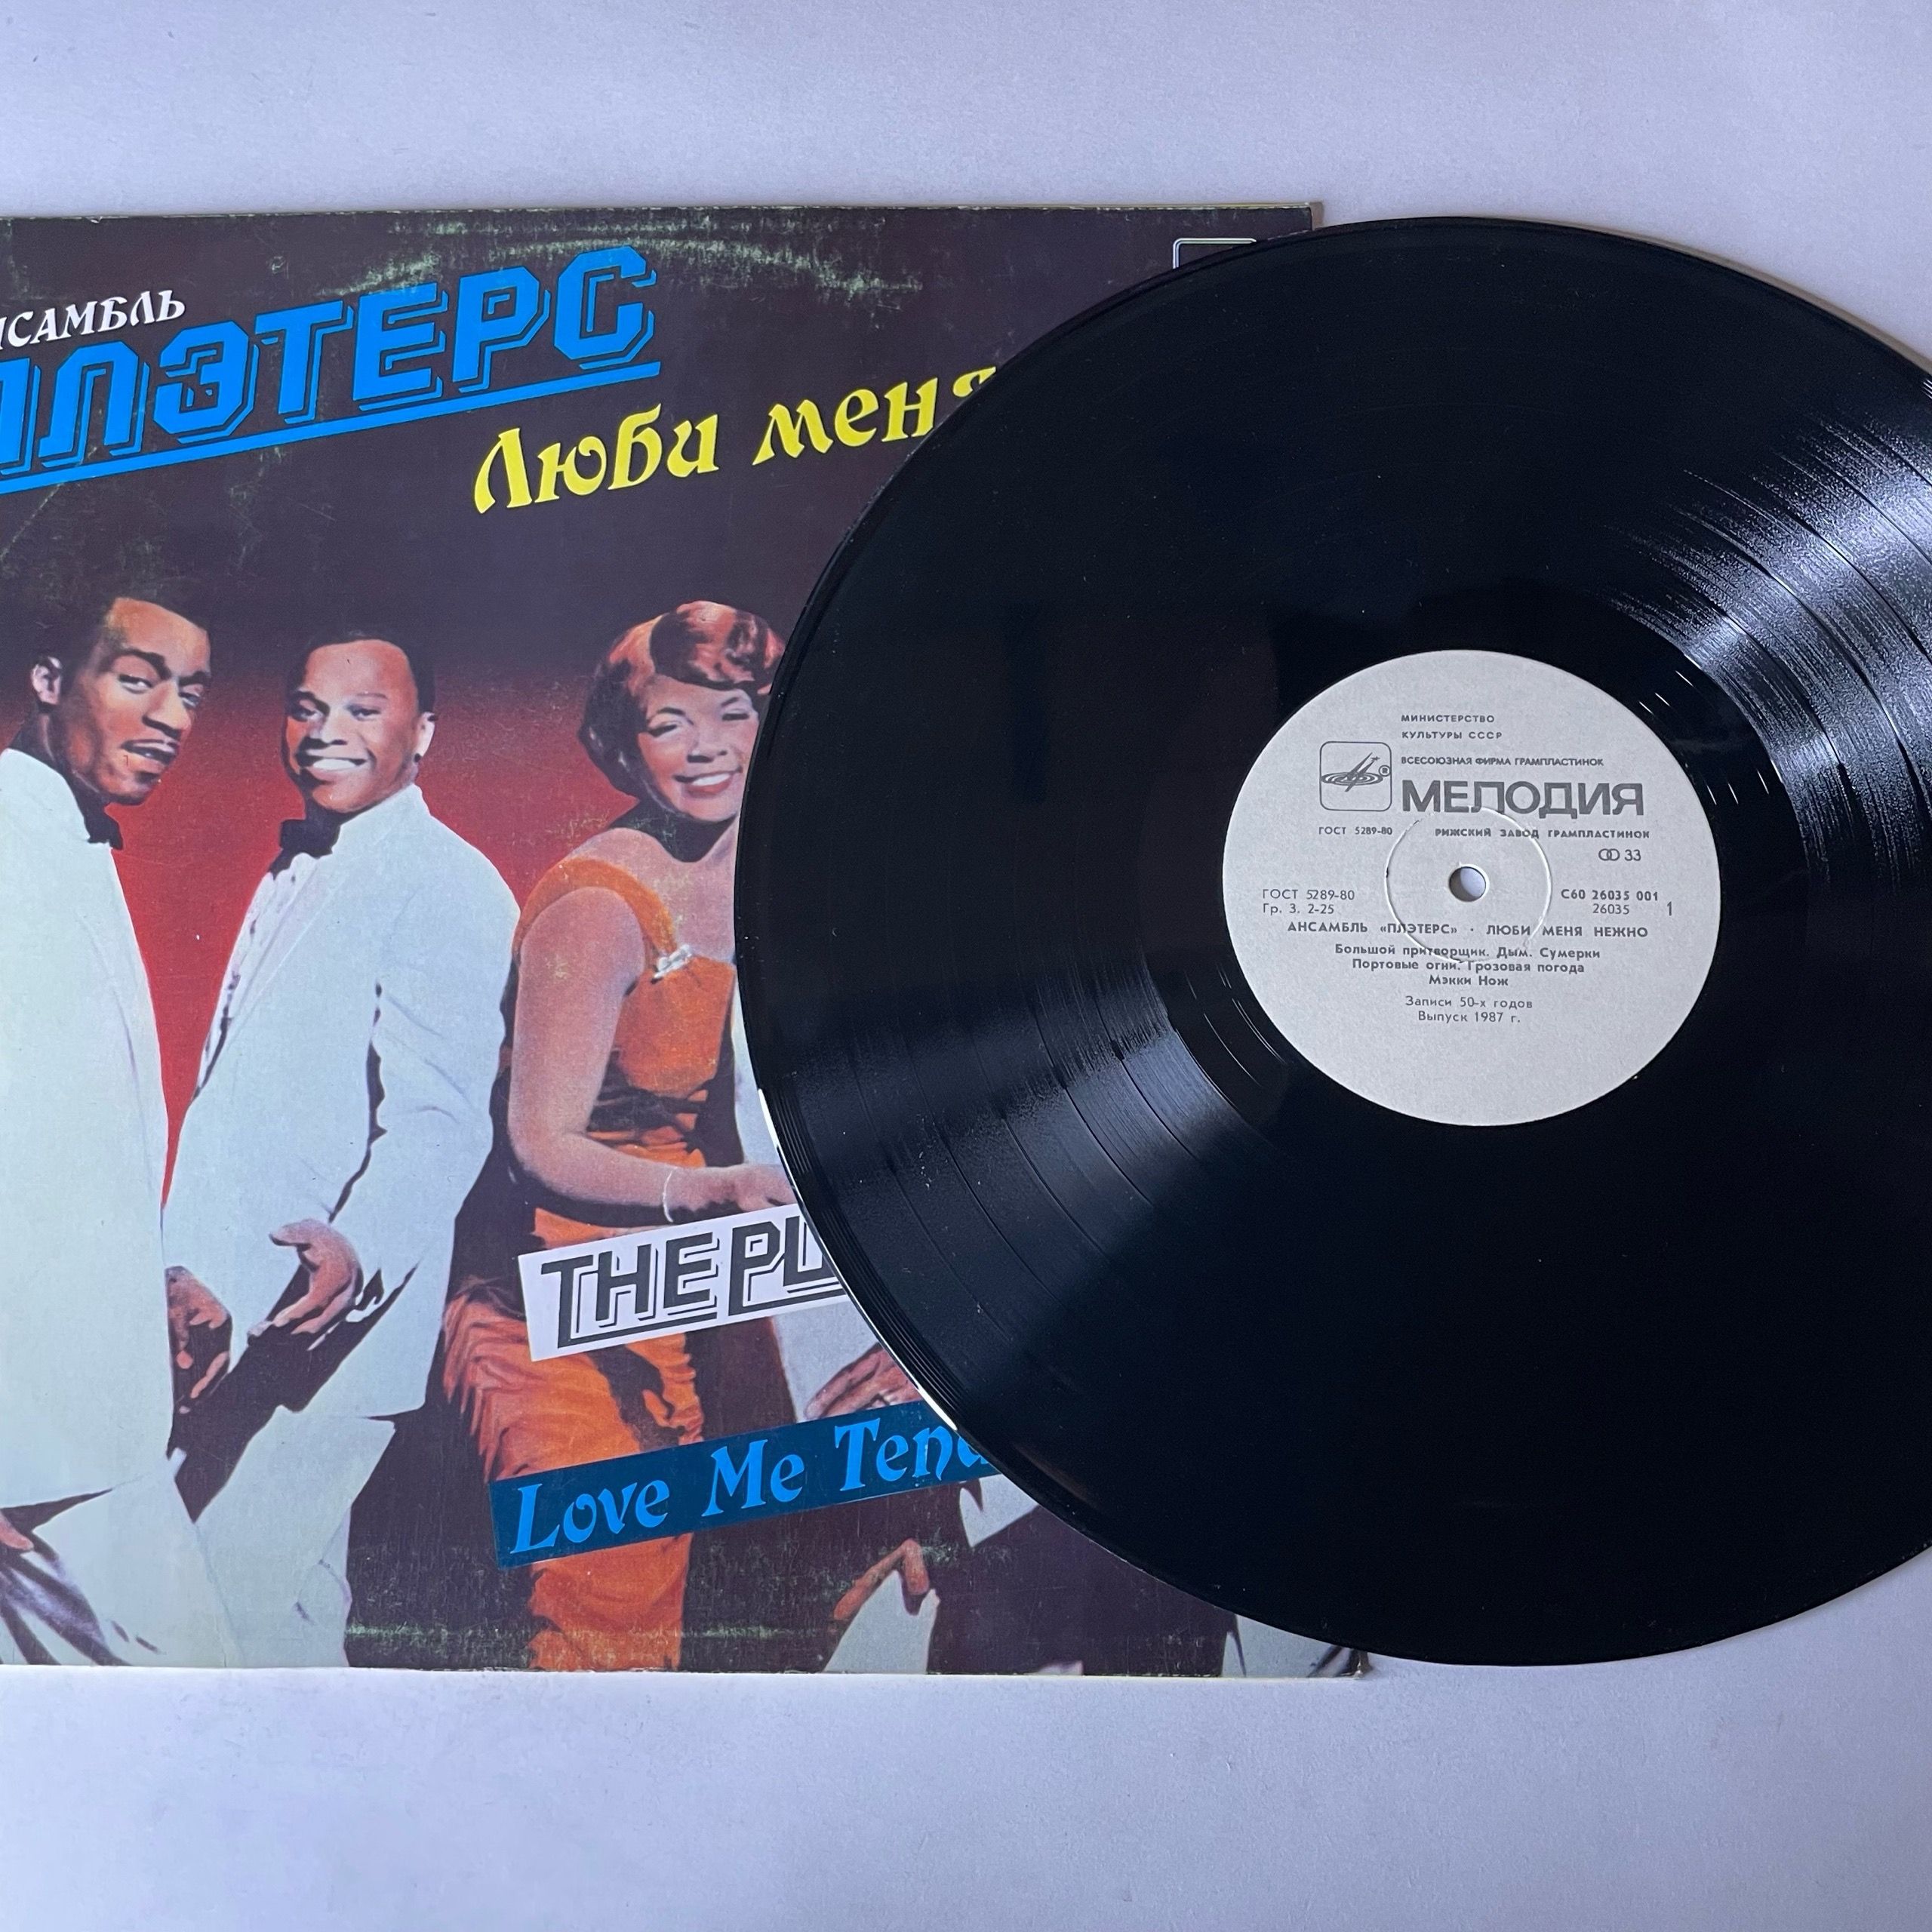 АНСАМБЛЬ
ПЛЭТЕРС
Люби меня
THE PL
Love Me Tend
МИНИСТЕРСТВО
КУЛЬТУРЫ СССР
ВСЕСОЮЗНАЯ ФИРМА ГРАМПЛАСТИНОК
МЕЛОДИЯ
ГОСТ 5289-80 РИЖСКИЙ ЗАВОД ГРАМПЛАСТИНОК
33
ГОСТ 5289-80 С60 26035 001
Гр. 3. 2-25 26035 1
АНСАМБЛЬ «ПЛЭТЕРС» · ЛЮБИ МЕНЯ НЕЖНО
Большой притворщик. Дым. Сумерки
Портовые огни. Грозовая погода
Мэкки Нож
Записи 50-х годов
Выпуск 1987 г.